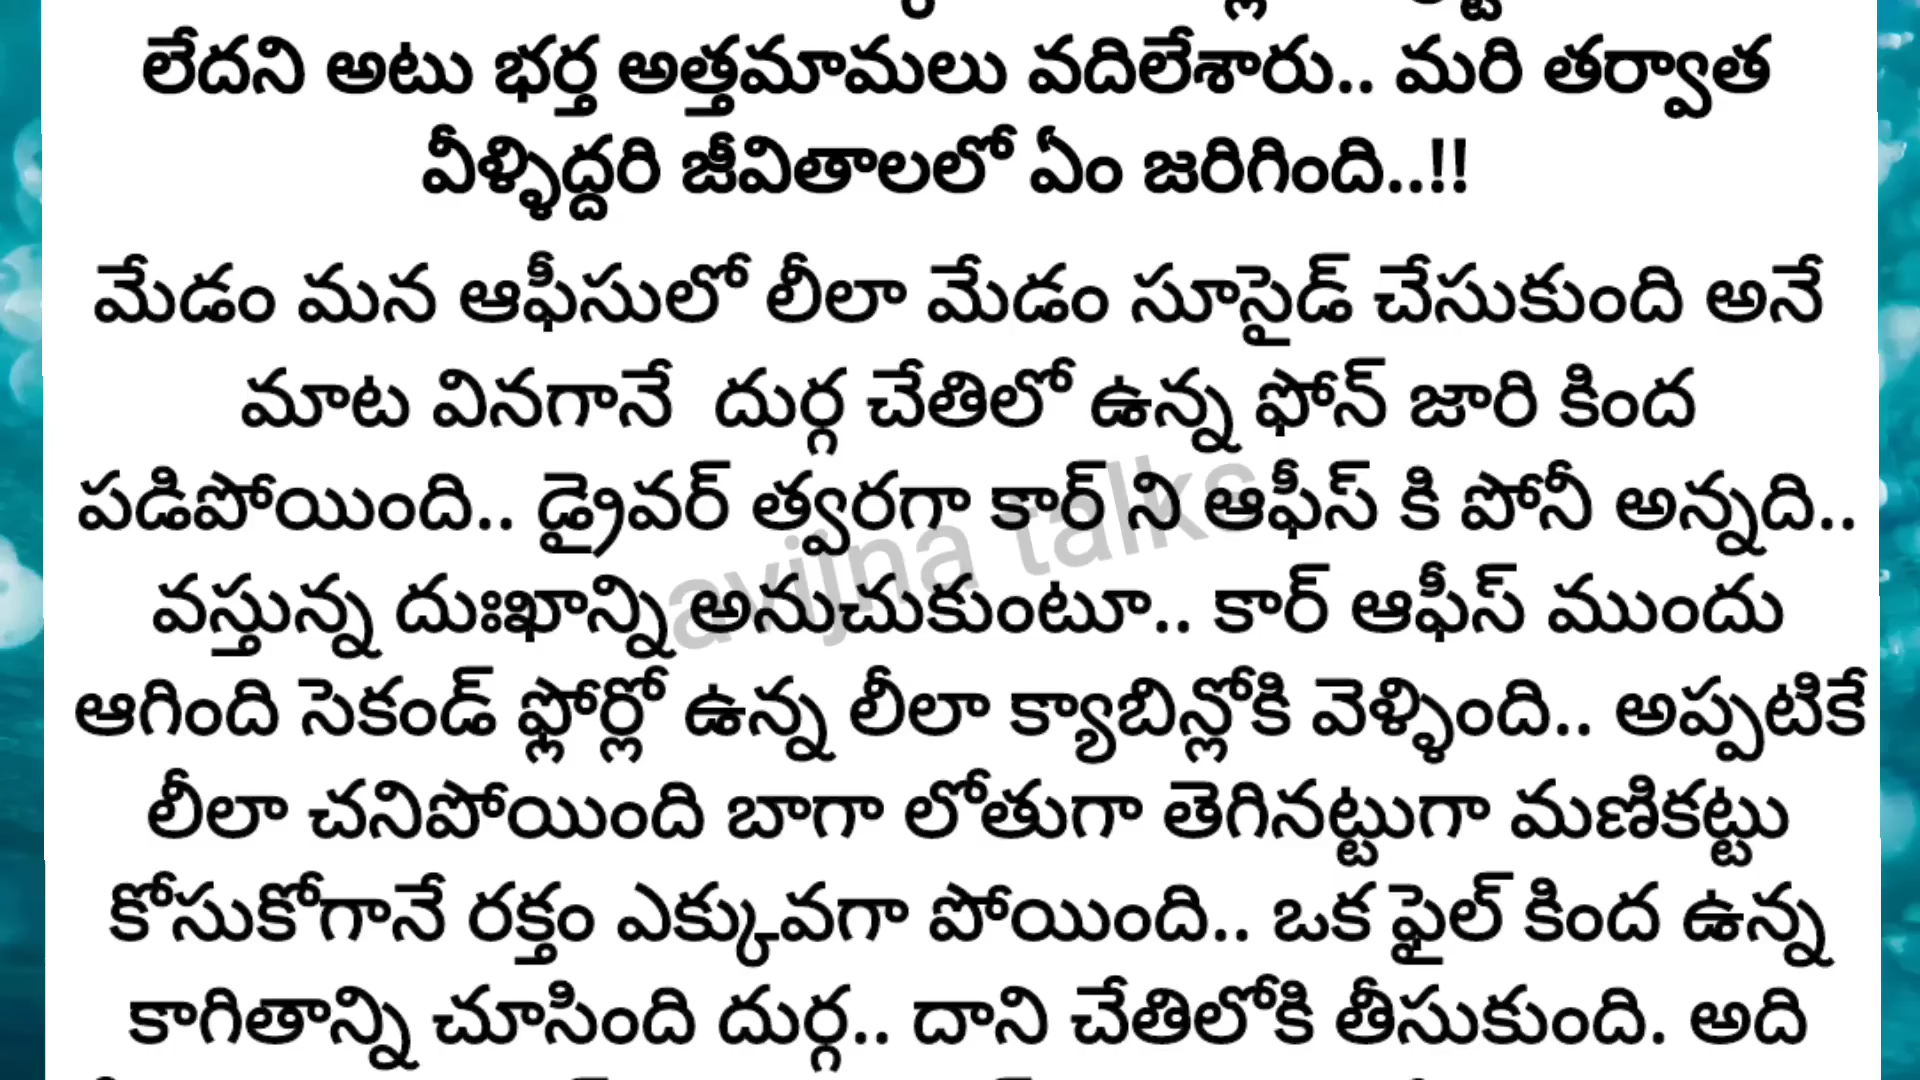 లేదని అటు భర్త అత్తమామలు వదిలేశారు.. మరి తర్వాత
వీళ్ళిద్దరి జీవితాలలో ఏం జరిగింది..!!
మేడం మన ఆఫీసులో లీలా మేడం సూసైడ్ చేసుకుంది అనే
మాట వినగానే దుర్గ చేతిలో ఉన్న ఫోన్ జారి కింద
పడిపోయింది.. డ్రైవర్ త్వరగా కార్ ని ఆఫీస్ కి పోనీ అన్నది..
వస్తున్న దుఃఖాన్ని అనుచుకుంటూ.. కార్ ఆఫీస్ ముందు
ఆగింది సెకండ్ ఫ్లోర్లో ఉన్న లీలా క్యాబిన్లోకి వెళ్ళింది.. అప్పటికే
లీలా చనిపోయింది బాగా లోతుగా తెగినట్టుగా మణికట్టు
కోసుకోగానే రక్తం ఎక్కువగా పోయింది.. ఒక ఫైల్ కింద ఉన్న
కాగితాన్ని చూసింది దుర్గ.. దాని చేతిలోకి తీసుకుంది. అది
avijna talks